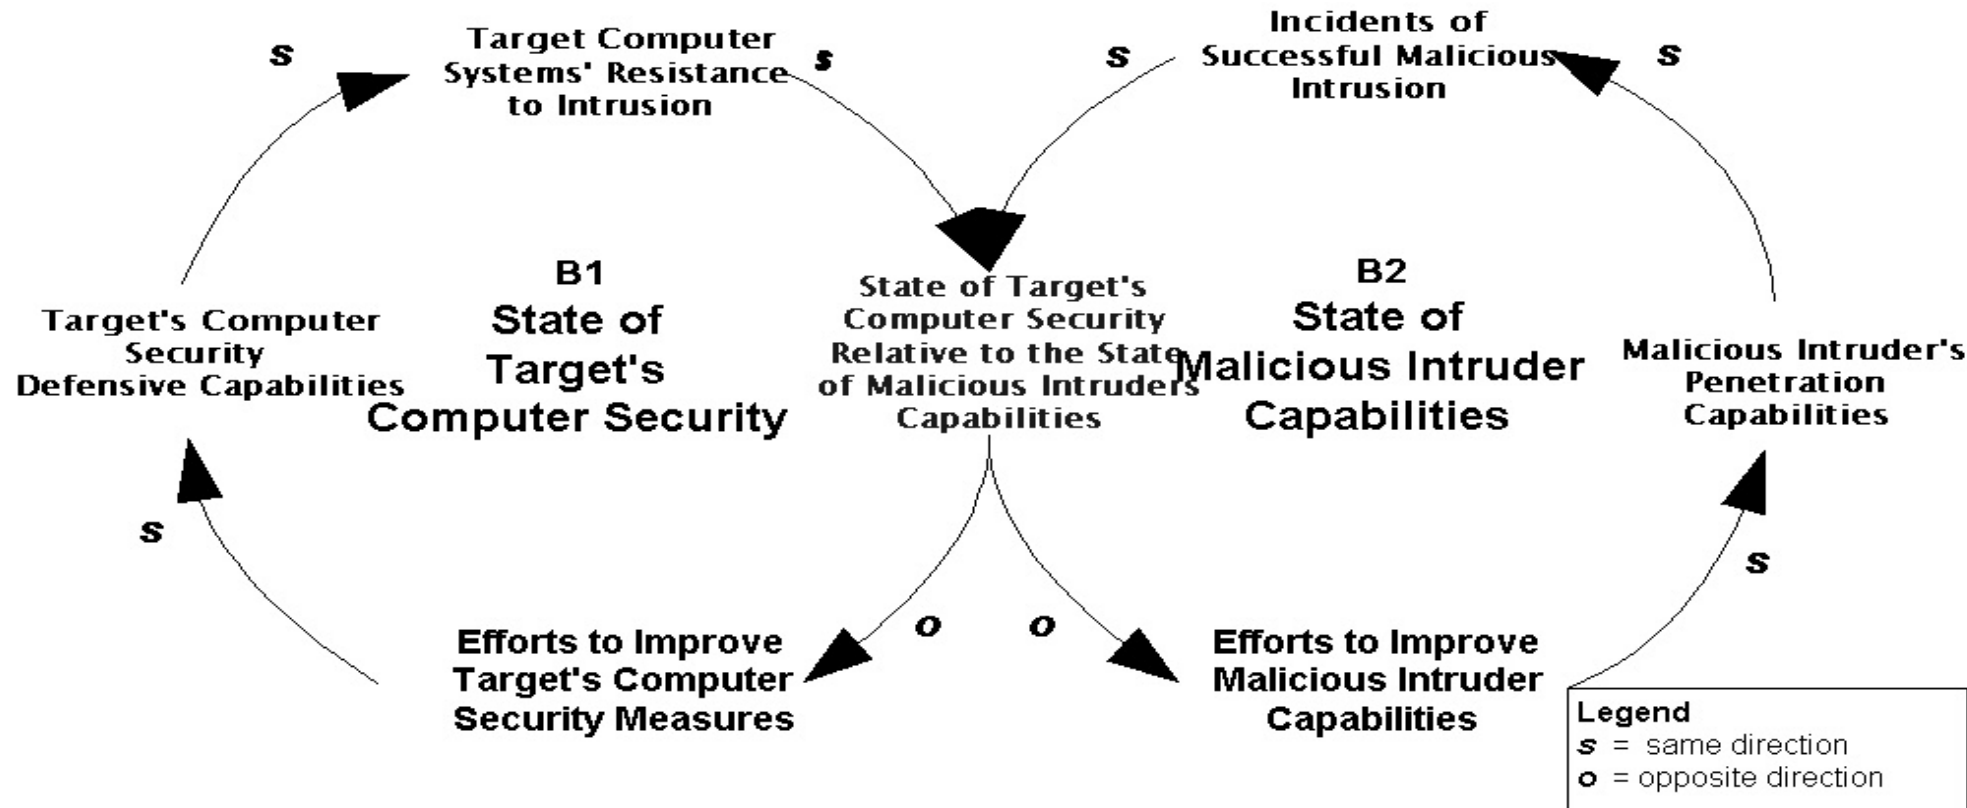 s
Target Computer
Systems' Resistance
to Intrusion
s
s
Incidents of
Successful Malicious
Intrusion
s
B1
State of
Target's
Computer Security
State of Target's
Computer Security
Relative to the State
of Malicious Intruders
Capabilities
B2
State of
Malicious Intruder
Capabilities
Target's Computer
Security
Defensive Capabilities
Malicious Intruder's
Penetration
Capabilities
s
s
o
o
Efforts to Improve
Target's Computer
Security Measures
Efforts to Improve
Malicious Intruder
Capabilities
Legend
s = same direction
o = opposite direction